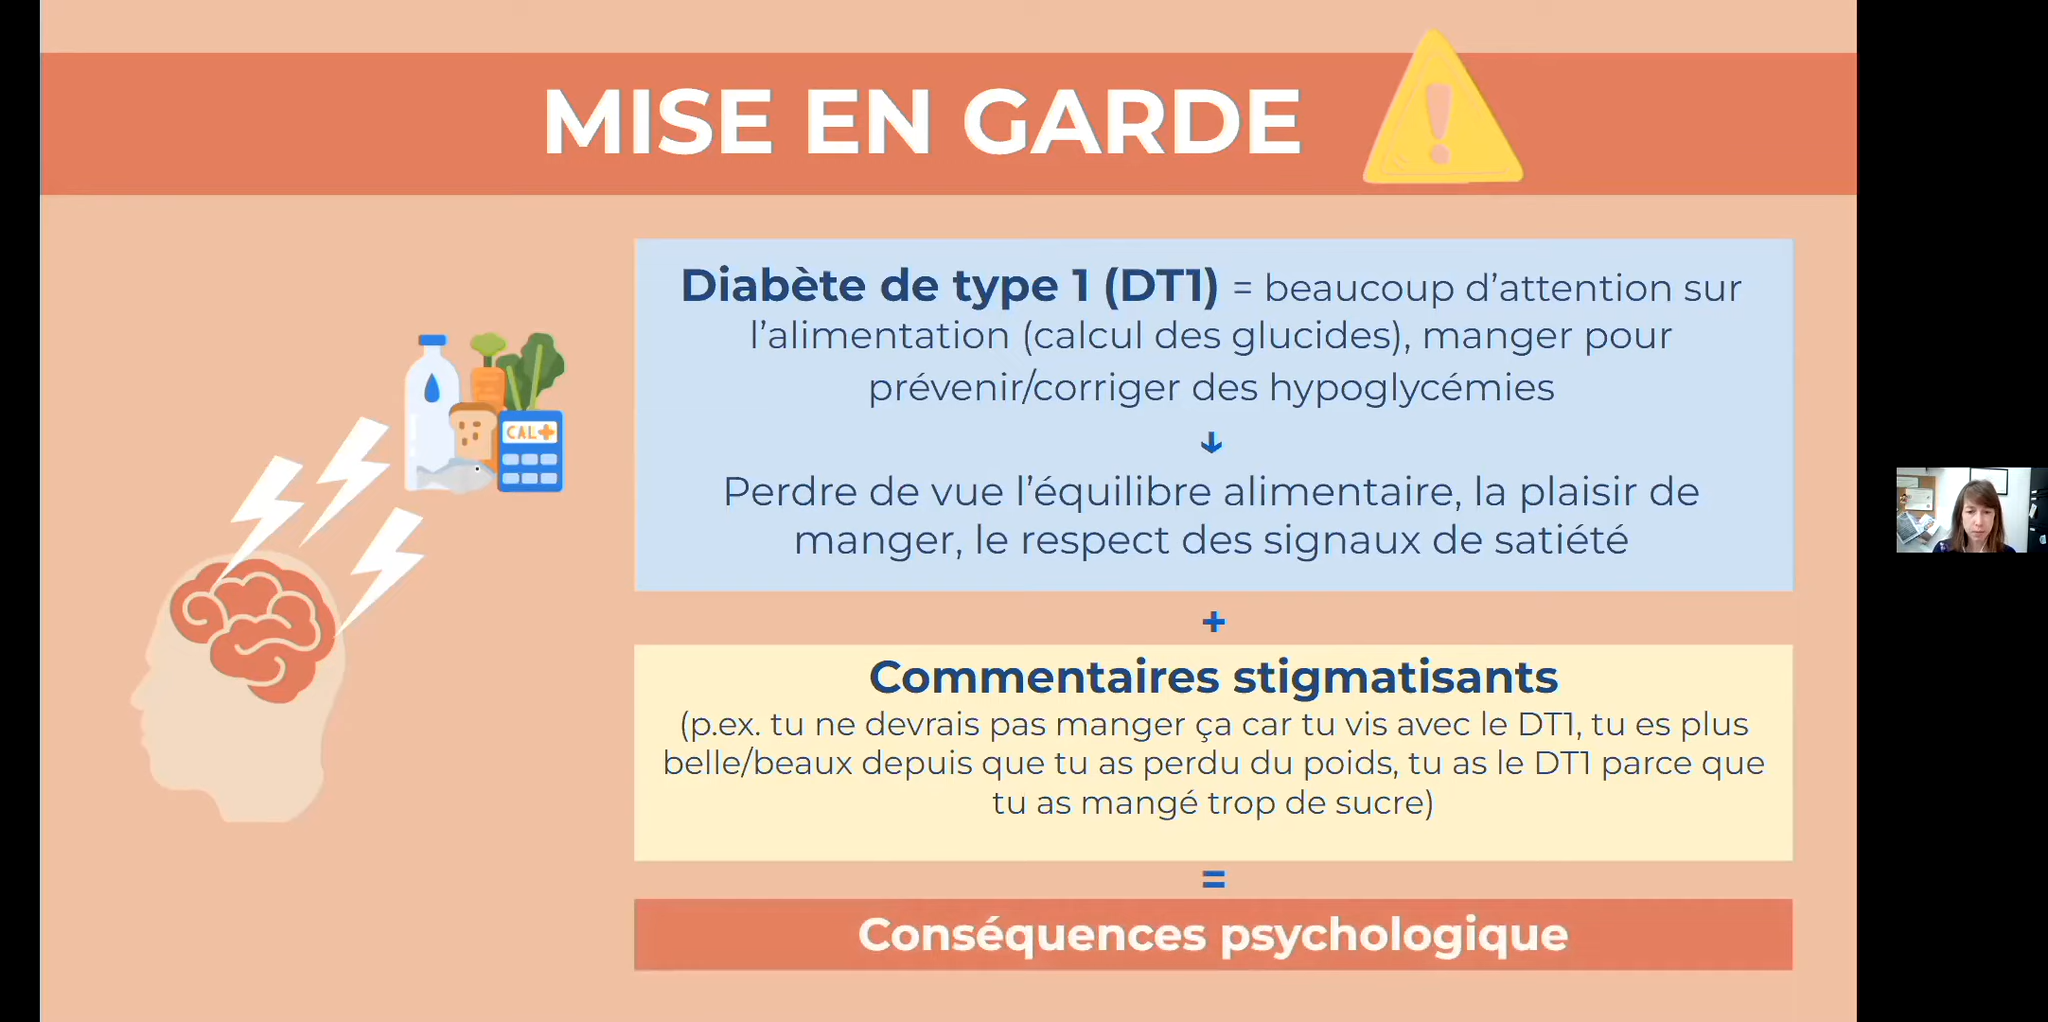 MISE EN GARDE
Diabète de type 1 (DT1) = beaucoup d'attention sur
l'alimentation (calcul des glucides), manger pour
prévenir/corriger des hypoglycémies
Perdre de vue l'équilibre alimentaire, la plaisir de
manger, le respect des signaux de satiété
+
Commentaires stigmatisants
(p.ex. tu ne devrais pas manger ça car tu vis avec le DT1, tu es plus
belle/beaux depuis que tu as perdu du poids, tu as le DT1 parce que
tu as mangé trop de sucre)
=
Conséquences psychologique
CAL+